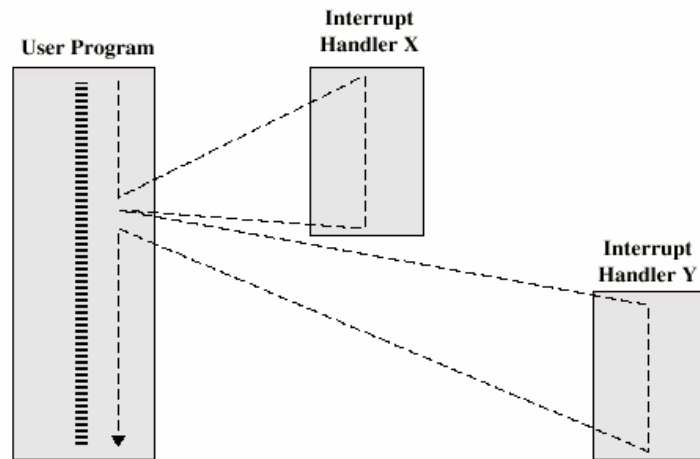 User Program
Interrupt
Handler X
Interrupt
Handler Y